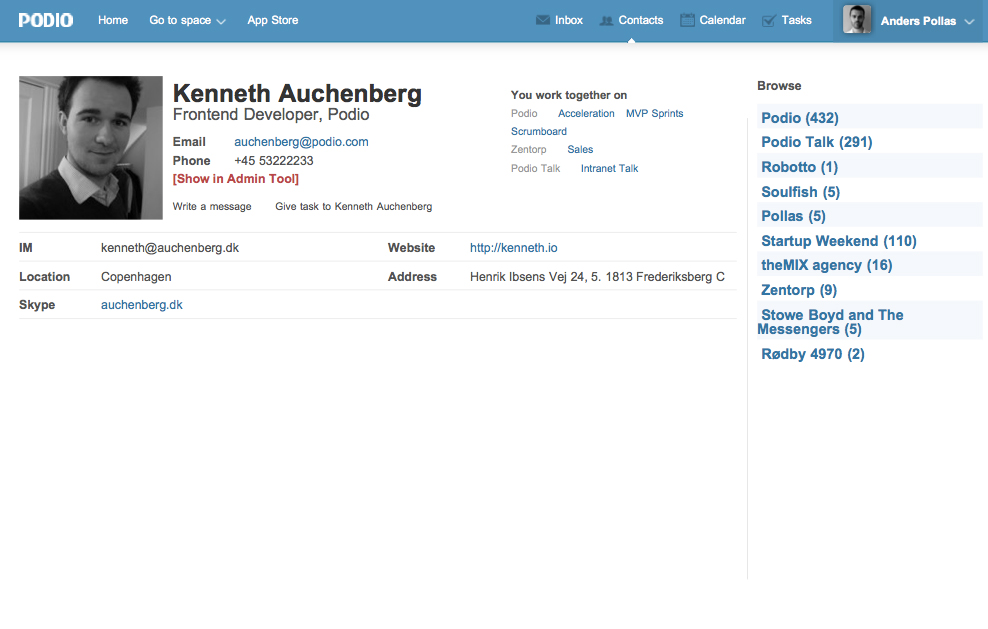 PODIO Home Go to space App Store Inbox Contacts Calendar Tasks Anders Pollas
Kenneth Auchenberg
Frontend Developer, Podio
Email auchenberg@podio.com
Phone +45 53222233
[Show in Admin Tool]
Write a message Give task to Kenneth Auchenberg
You work together on
Podio Acceleration MVP Sprints
Scrumboard
Zentorp Sales
Podio Talk Intranet Talk
IM kenneth@auchenberg.dk Website http://kenneth.io
Location Copenhagen Address Henrik Ibsens Vej 24, 5. 1813 Frederiksberg C
Skype auchenberg.dk
Browse
Podio (432)
Podio Talk (291)
Robotto (1)
Soulfish (5)
Pollas (5)
Startup Weekend (110)
theMIX agency (16)
Zentorp (9)
Stowe Boyd and The
Messengers (5)
Rødby 4970 (2)